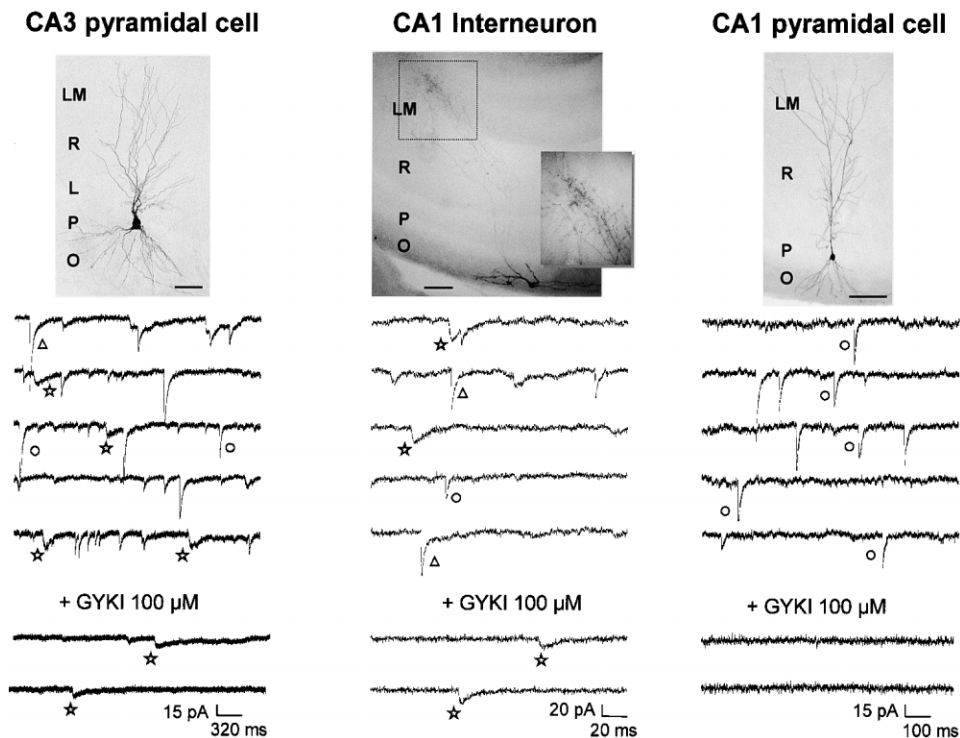 CA3 pyramidal cell
LM
R
L
P
O
CA1 Interneuron
LM
R
P
O
CA1 pyramidal cell
LM
R
P
O
+ GYKI 100 µM
15 pA
320 ms
+ GYKI 100 µM
20 pA
20 ms
+ GYKI 100 µM
15 pA
100 ms